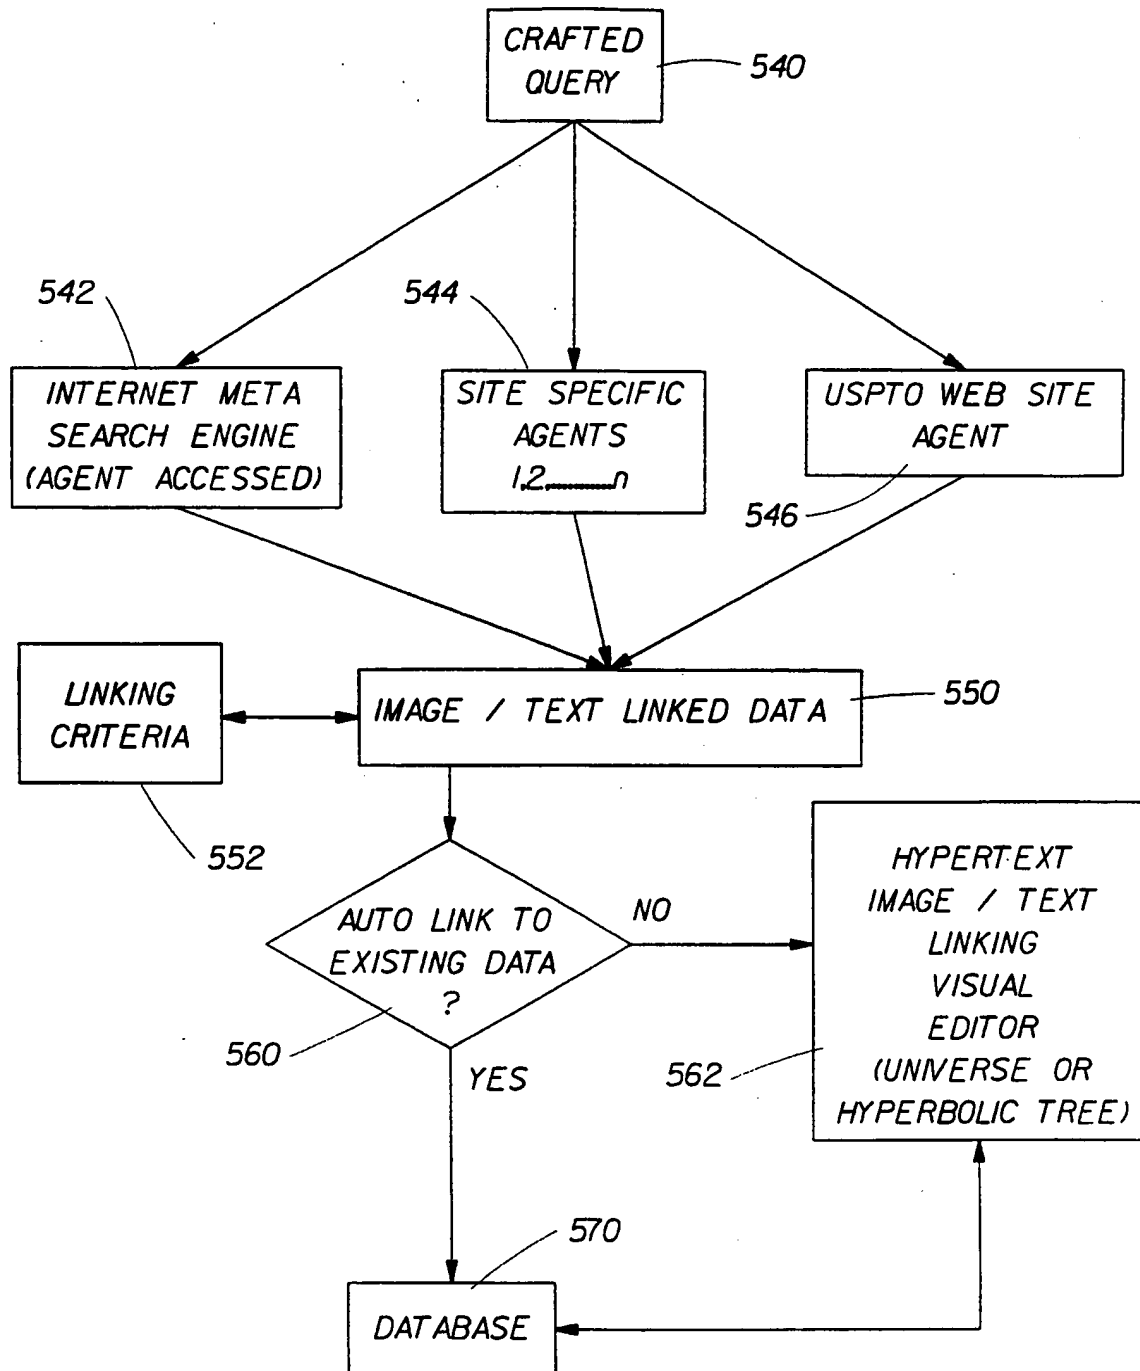 CRAFTED
QUERY
540
542
544
INTERNET META
SEARCH ENGINE
(AGENT ACCESSED)
SITE SPECIFIC
AGENTS
1,2..........n
USPTO WEB SITE
AGENT
546
LINKING
CRITERIA
552
IMAGE / TEXT LINKED DATA
550
AUTO LINK TO
EXISTING DATA
?
560
NO
YES
HYPERTEXT
IMAGE / TEXT
LINKING
VISUAL
EDITOR
(UNIVERSE OR
HYPERBOLIC TREE)
562
570
DATABASE